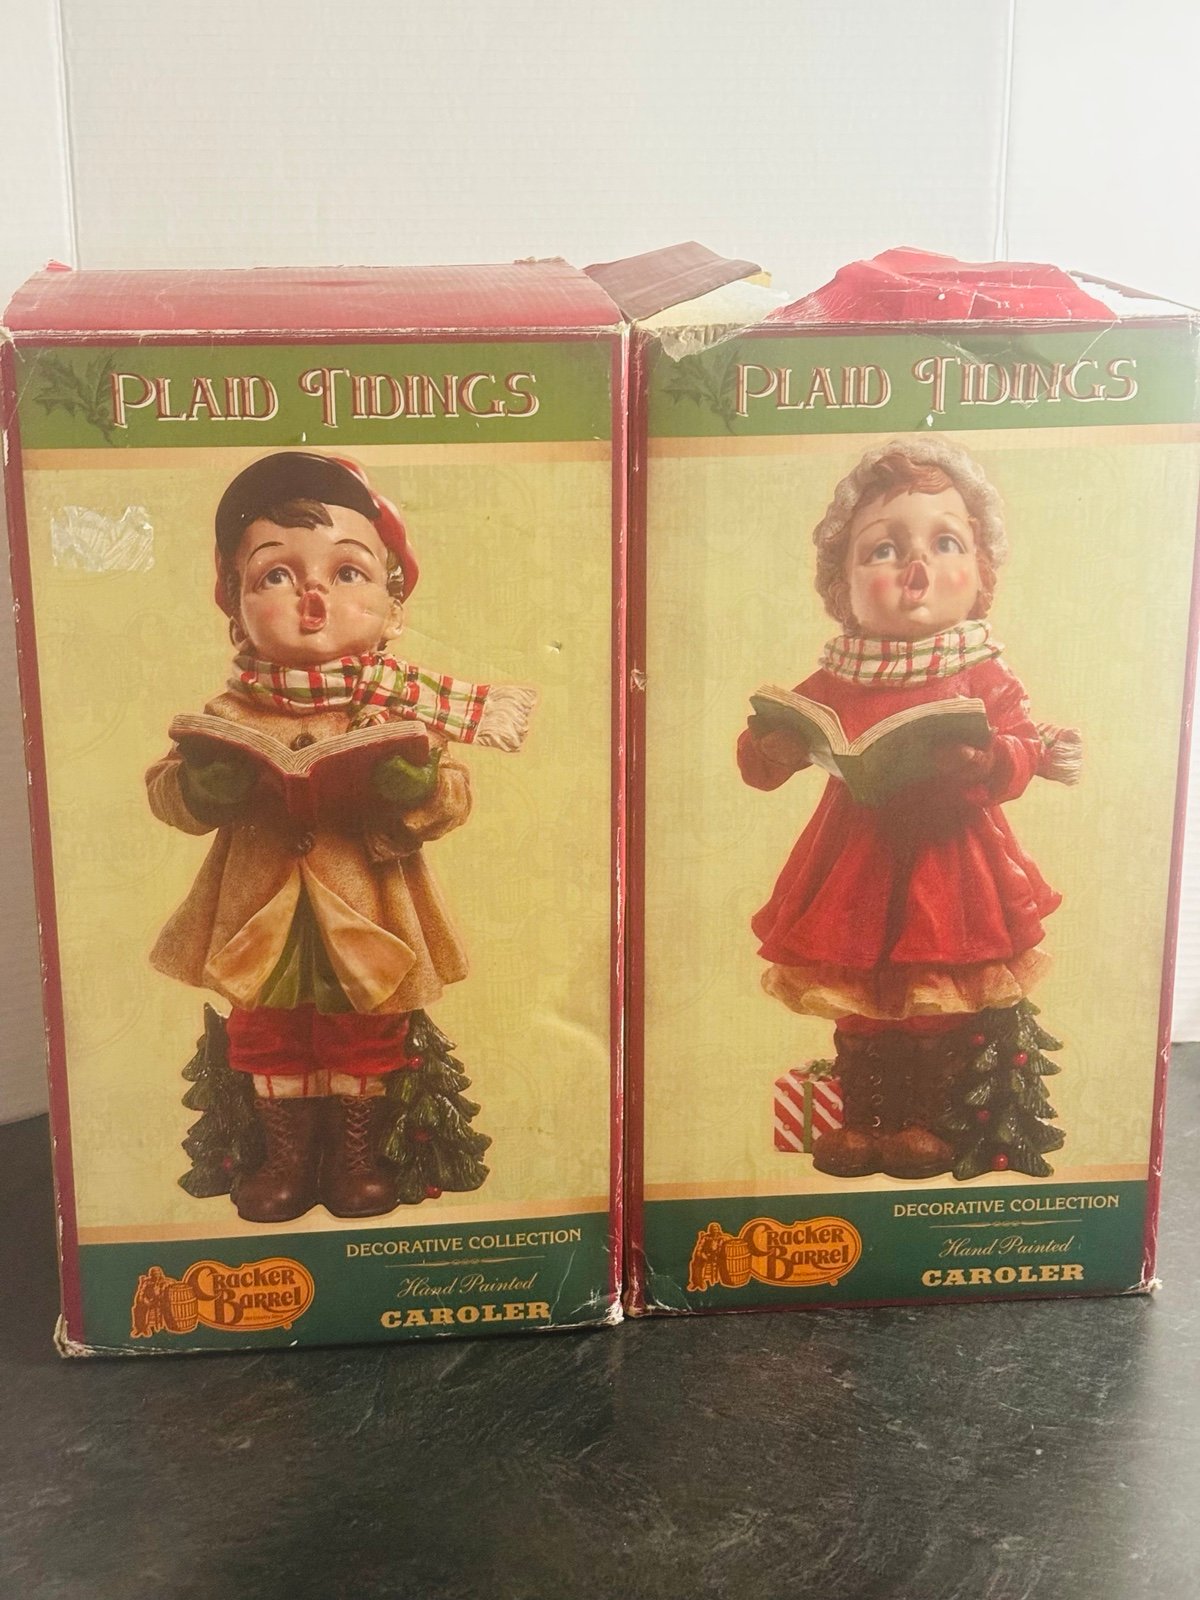 PLAID TIDINGS
DECORATIVE COLLECTION
Hand Painted
CAROLER
Cracker
Barrel
PLAID TIDINGS
DECORATIVE COLLECTION
Hand Painted
CAROLER
Cracker
Barrel